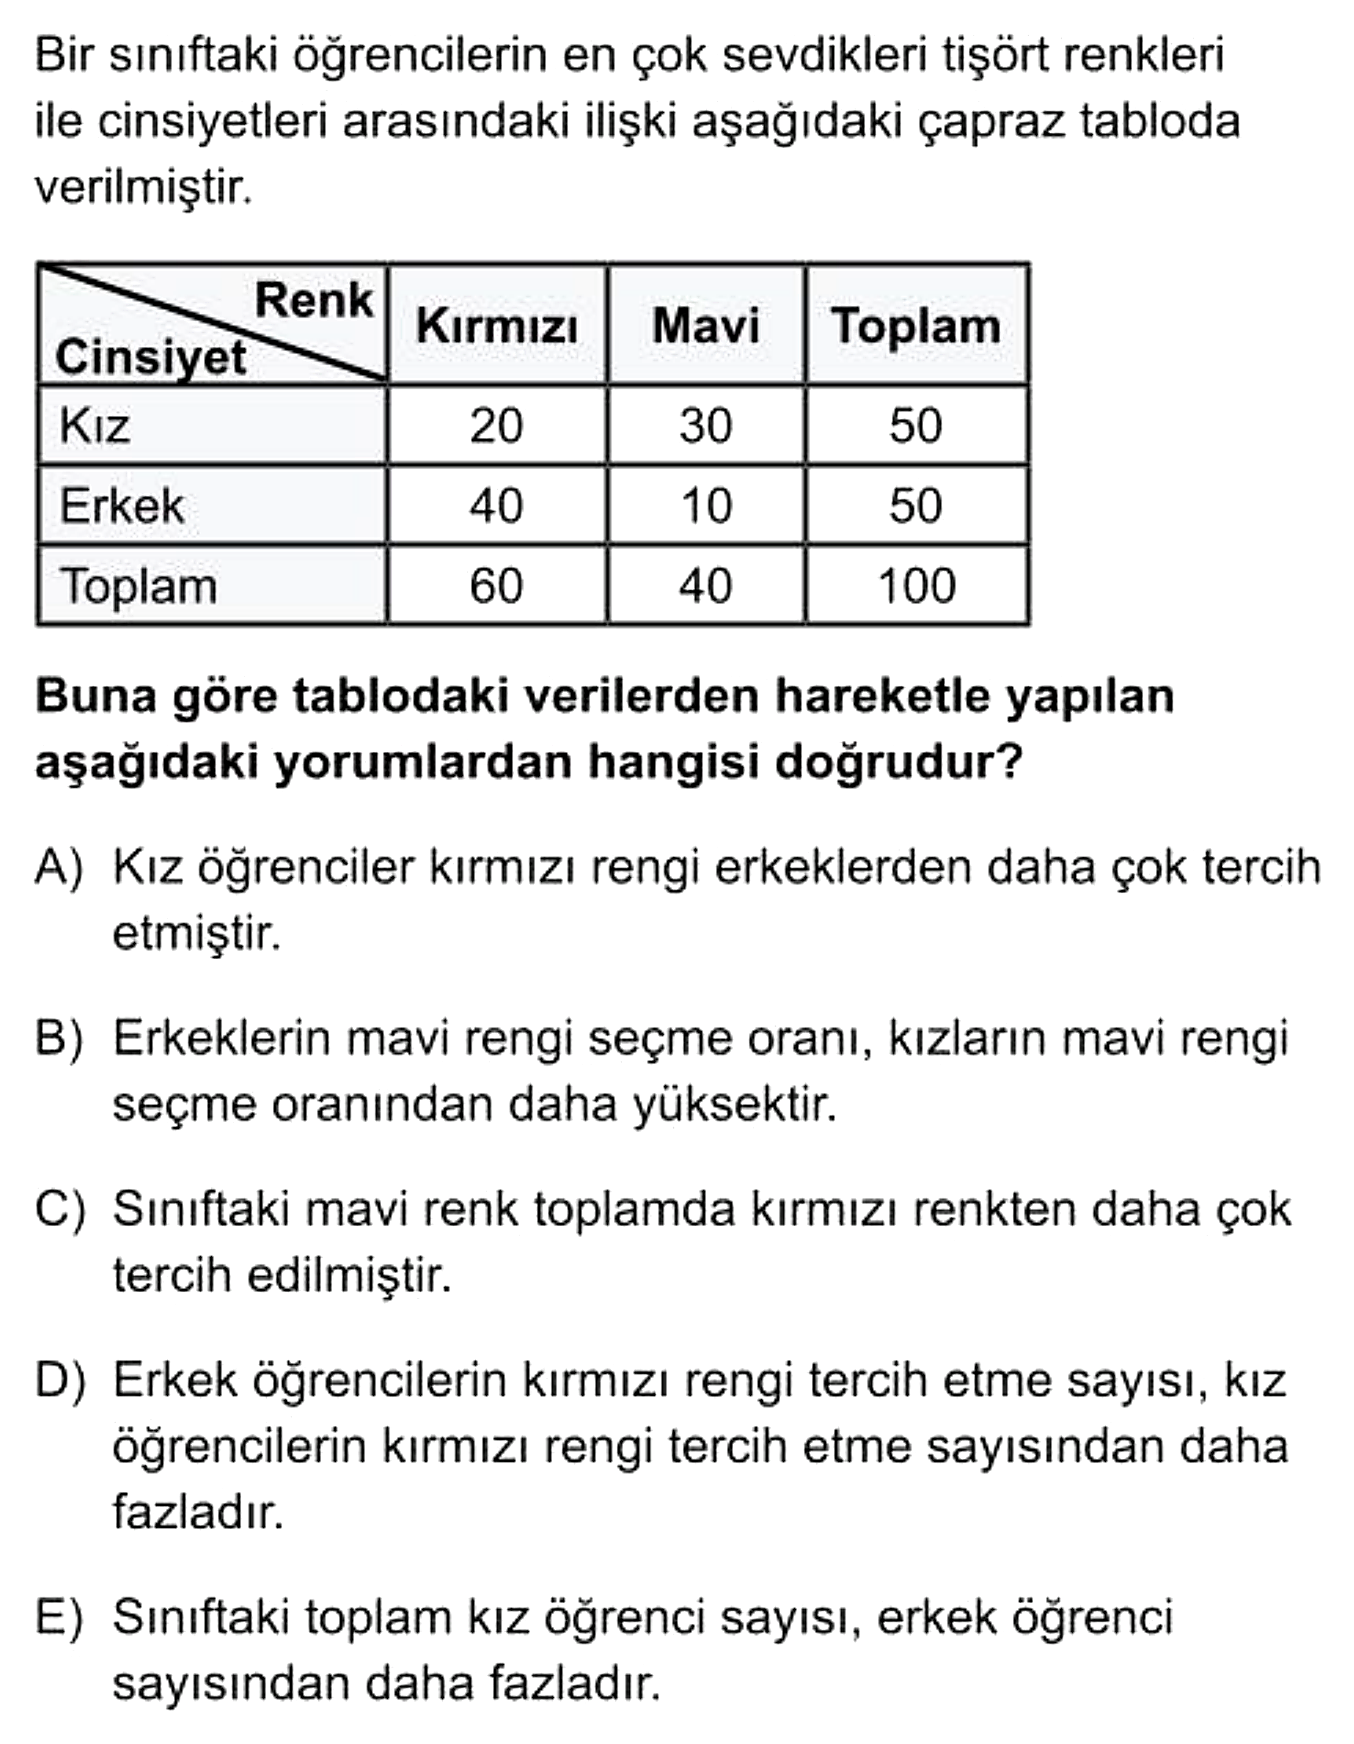 Bir sınıftaki öğrencilerin en çok sevdikleri tişört renkleri
ile cinsiyetleri arasındaki ilişki aşağıdaki çapraz tabloda
verilmiştir.
Renk
Cinsiyet
Kırmızı Mavi Toplam
Kız 20 30 50
Erkek 40 10 50
Toplam 60 40 100
Buna göre tablodaki verilerden hareketle yapılan
aşağıdaki yorumlardan hangisi doğrudur?
A) Kız öğrenciler kırmızı rengi erkeklerden daha çok tercih
etmiştir.
B) Erkeklerin mavi rengi seçme oranı, kızların mavi rengi
seçme oranından daha yüksektir.
C) Sınıftaki mavi renk toplamda kırmızı renkten daha çok
tercih edilmiştir.
D) Erkek öğrencilerin kırmızı rengi tercih etme sayısı, kız
öğrencilerin kırmızı rengi tercih etme sayısından daha
fazladır.
E) Sınıftaki toplam kız öğrenci sayısı, erkek öğrenci
sayısından daha fazladır.